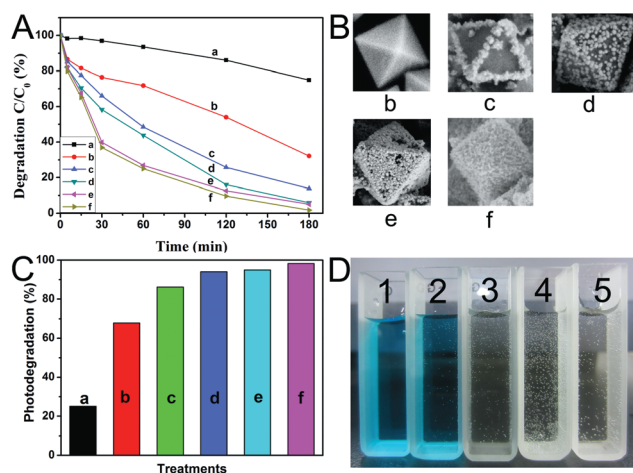 A
Degradation C/C0 (%)
100
80
60
40
20
0
a
b
c
d
e
f
a
b
c
d
e
f
0 30 60 90 120 150 180
Time (min)
B
b c d
e f
C
Photodegradation (%)
100
80
60
40
20
0
a b c d e f
Treatments
D
1 2 3 4 5